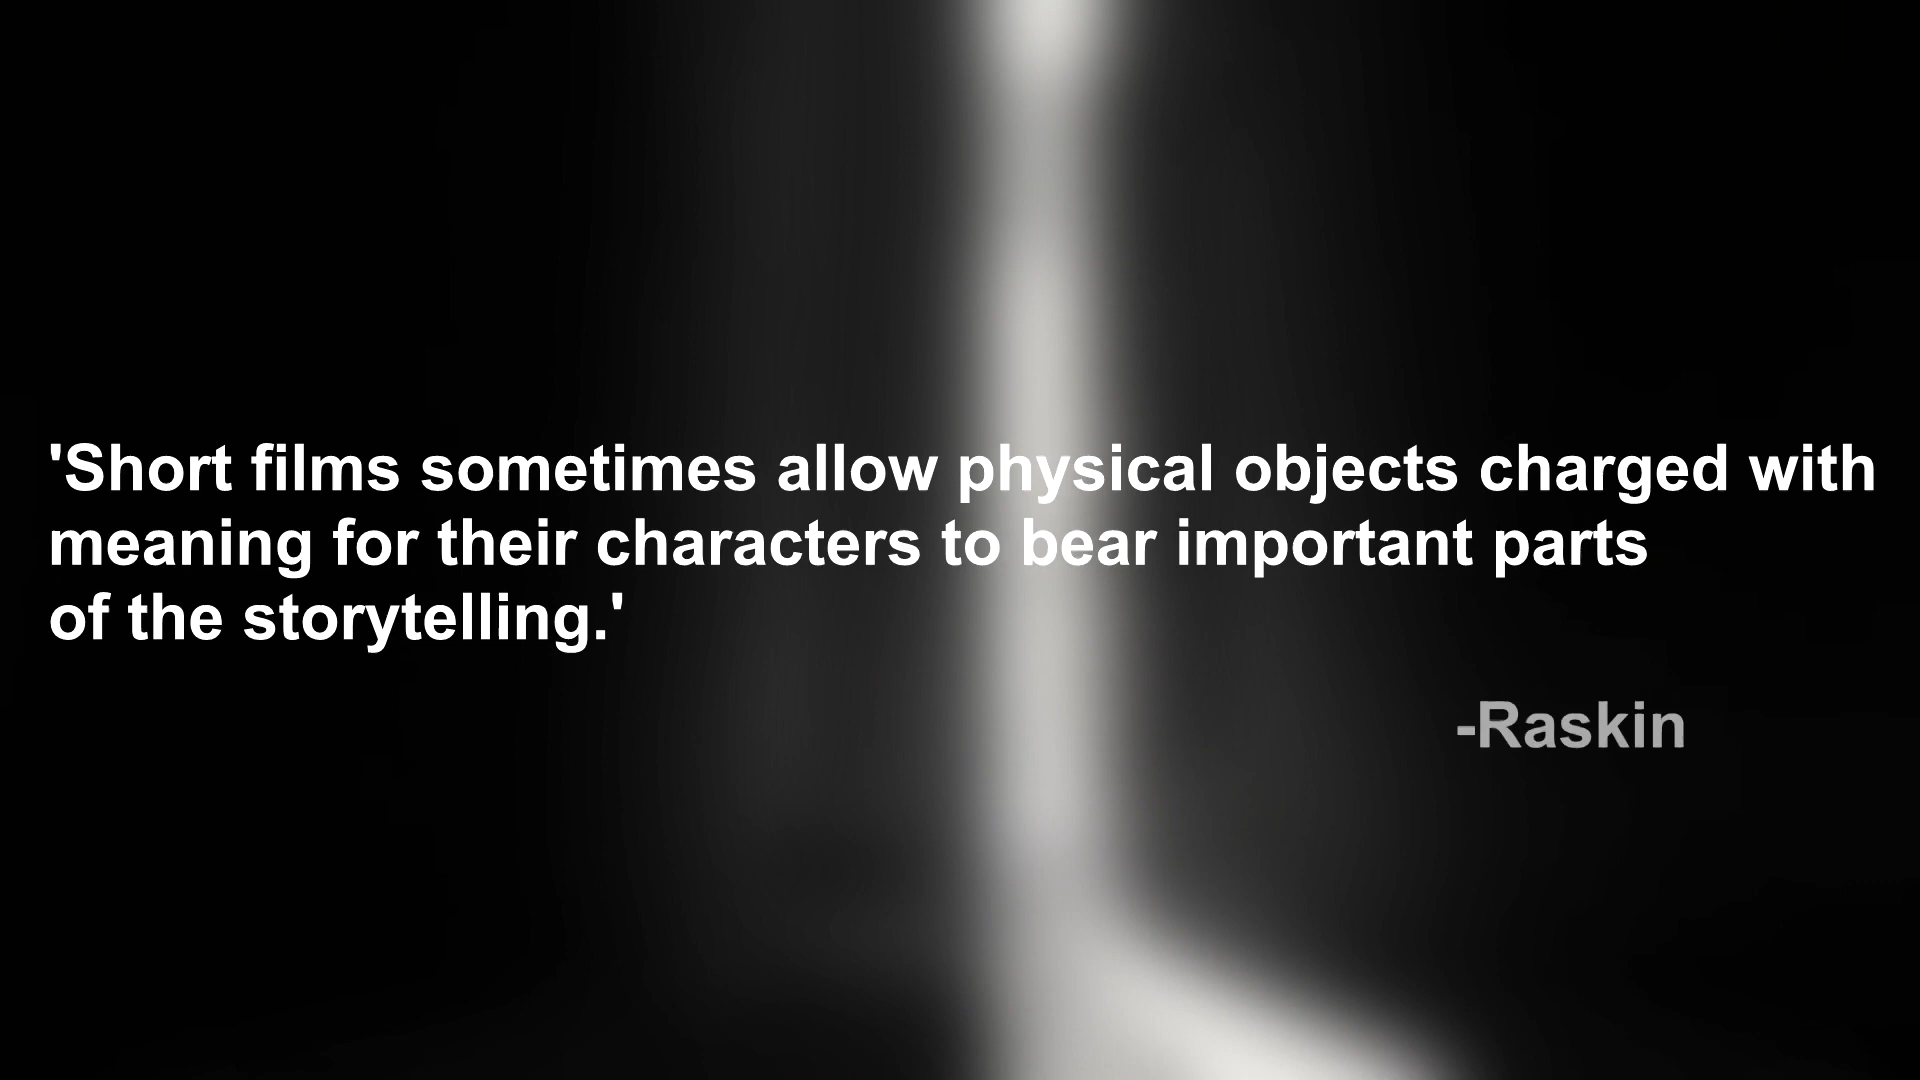 'Short films sometimes allow physical objects charged with
meaning for their characters to bear important parts
of the storytelling.'
-Raskin